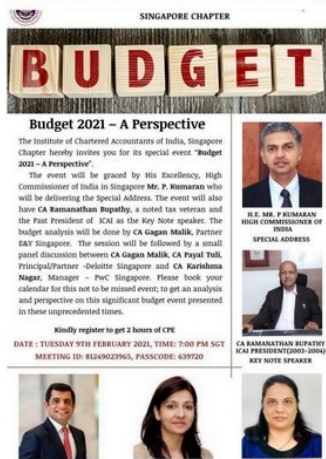 SINGAPORE CHAPTER
BUDGET
Budget 2021 – A Perspective
The Institute of Chartered Accountants of India, Singapore
Chapter hereby invites you for its special event "Budget
2021 – A Perspective".
The event will be graced by His Excellency, High
Commissioner of India in Singapore Mr. P. Kumaran who
will be delivering the Special Address. The event will also
have CA Ramanathan Bupathy, a noted tax veteran and
the Past President of ICAI as the Key Note speaker. The
budget analysis will be done by CA Gagan Malik, Partner
E&Y Singapore. The session will be followed by a small
panel discussion between CA Gagan Malik, CA Payal Tuli,
Principal/Partner -Deloitte Singapore and CA Karishma
Nagar, Manager – PwC Singapore. Please book your
calendar for this not to be missed event; to get an analysis
and perspective on this significant budget event presented
in these unprecedented times.
Kindly register to get 2 hours of CPE
DATE : TUESDAY 9TH FEBRUARY 2021, TIME: 7:00 PM SGT
MEETING ID: 81249023965, PASSCODE: 639720
H.E. MR. P KUMARAN
HIGH COMMISSIONER OF
INDIA
SPECIAL ADDRESS
CA RAMANATHAN BUPATHY
ICAI PRESIDENT(2003-2004)
KEY NOTE SPEAKER